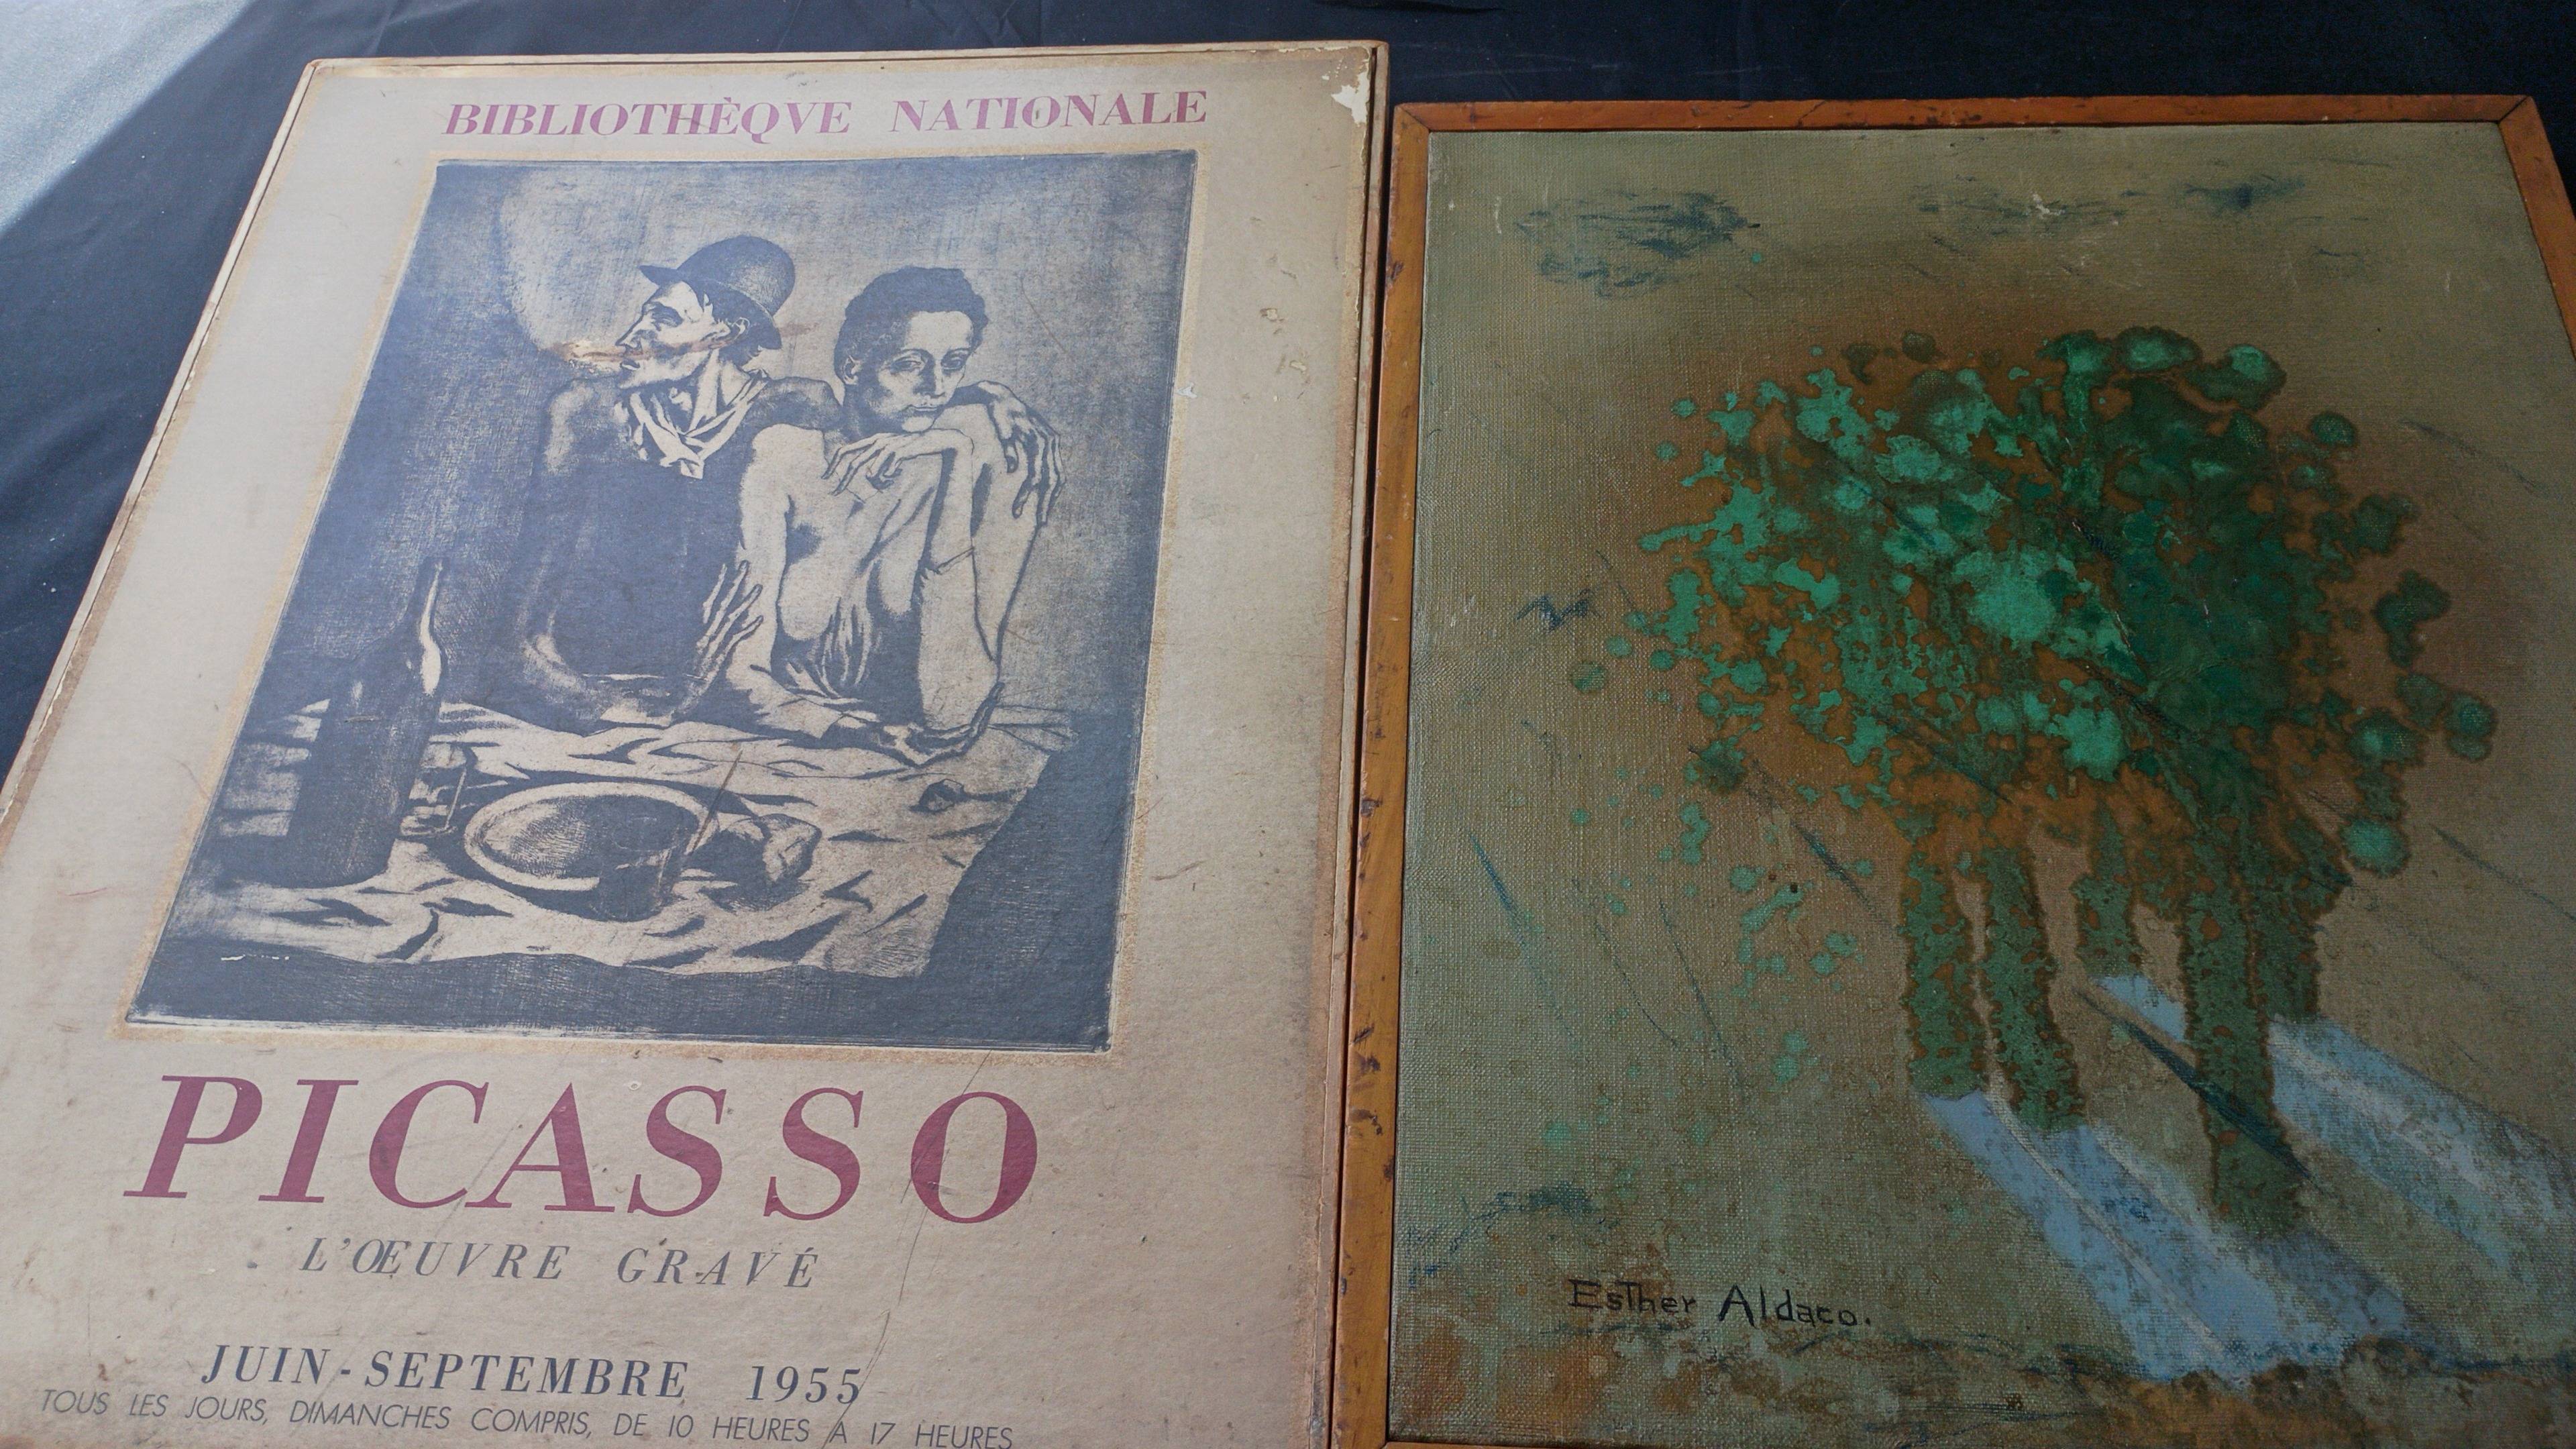 BIBLIOTHÈQVE NATIONALE
PICASSO
L'ŒUVRE GRAVÉ
JUIN-SEPTEMBRE 1955
TOUS LES JOURS, DIMANCHES COMPRIS, DE 10 HEURES A 17 HEURES
Esther Aldaco.